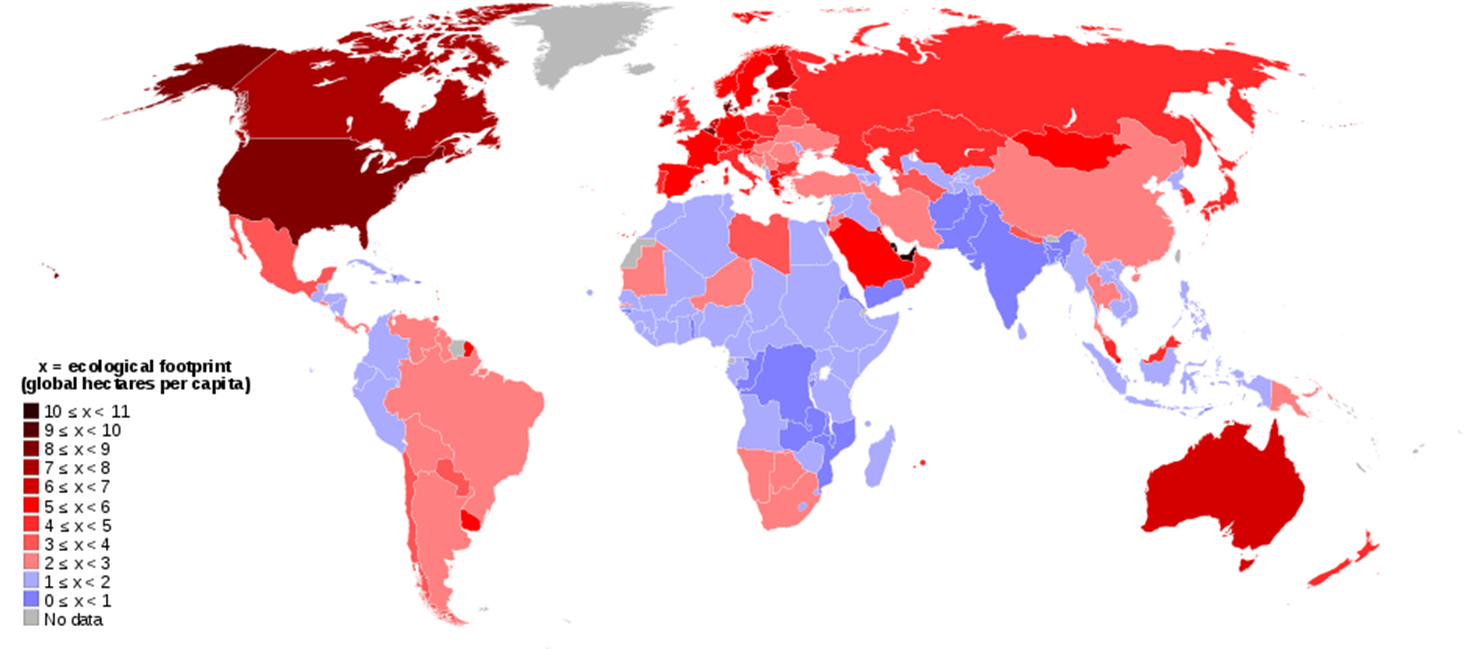 x = ecological footprint
(global hectares per capita)
10 ≤ x < 11
9 ≤ x < 10
8 ≤ x < 9
7 ≤ x < 8
6 ≤ x < 7
5 ≤ x < 6
4 ≤ x < 5
3 ≤ x < 4
2 ≤ x < 3
1 ≤ x < 2
0 ≤ x < 1
No data